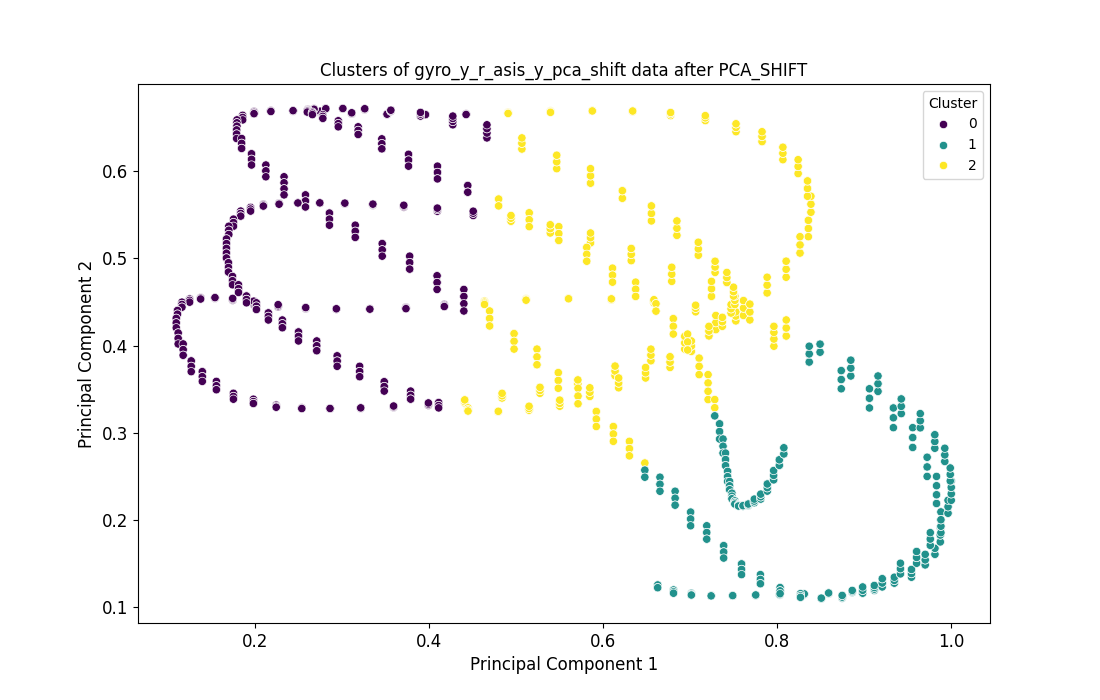 Clusters of gyro_y_r_asis_y_pca_shift data after PCA_SHIFT
Cluster
0
1
2
Principal Component 2
0.6
0.5
0.4
0.3
0.2
0.1
0.2 0.4 0.6 0.8 1.0
Principal Component 1